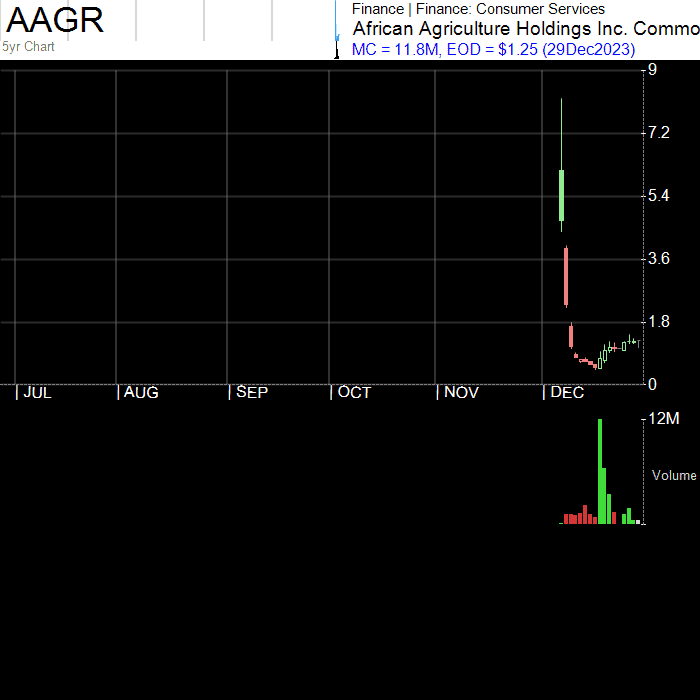 AAGR
5yr Chart
Finance | Finance: Consumer Services
African Agriculture Holdings Inc. Commo
MC = 11.8M, EOD = $1.25 (29Dec2023)
9
7.2
5.4
3.6
1.8
0
| JUL | AUG | SEP | OCT | NOV | DEC
12M
Volume